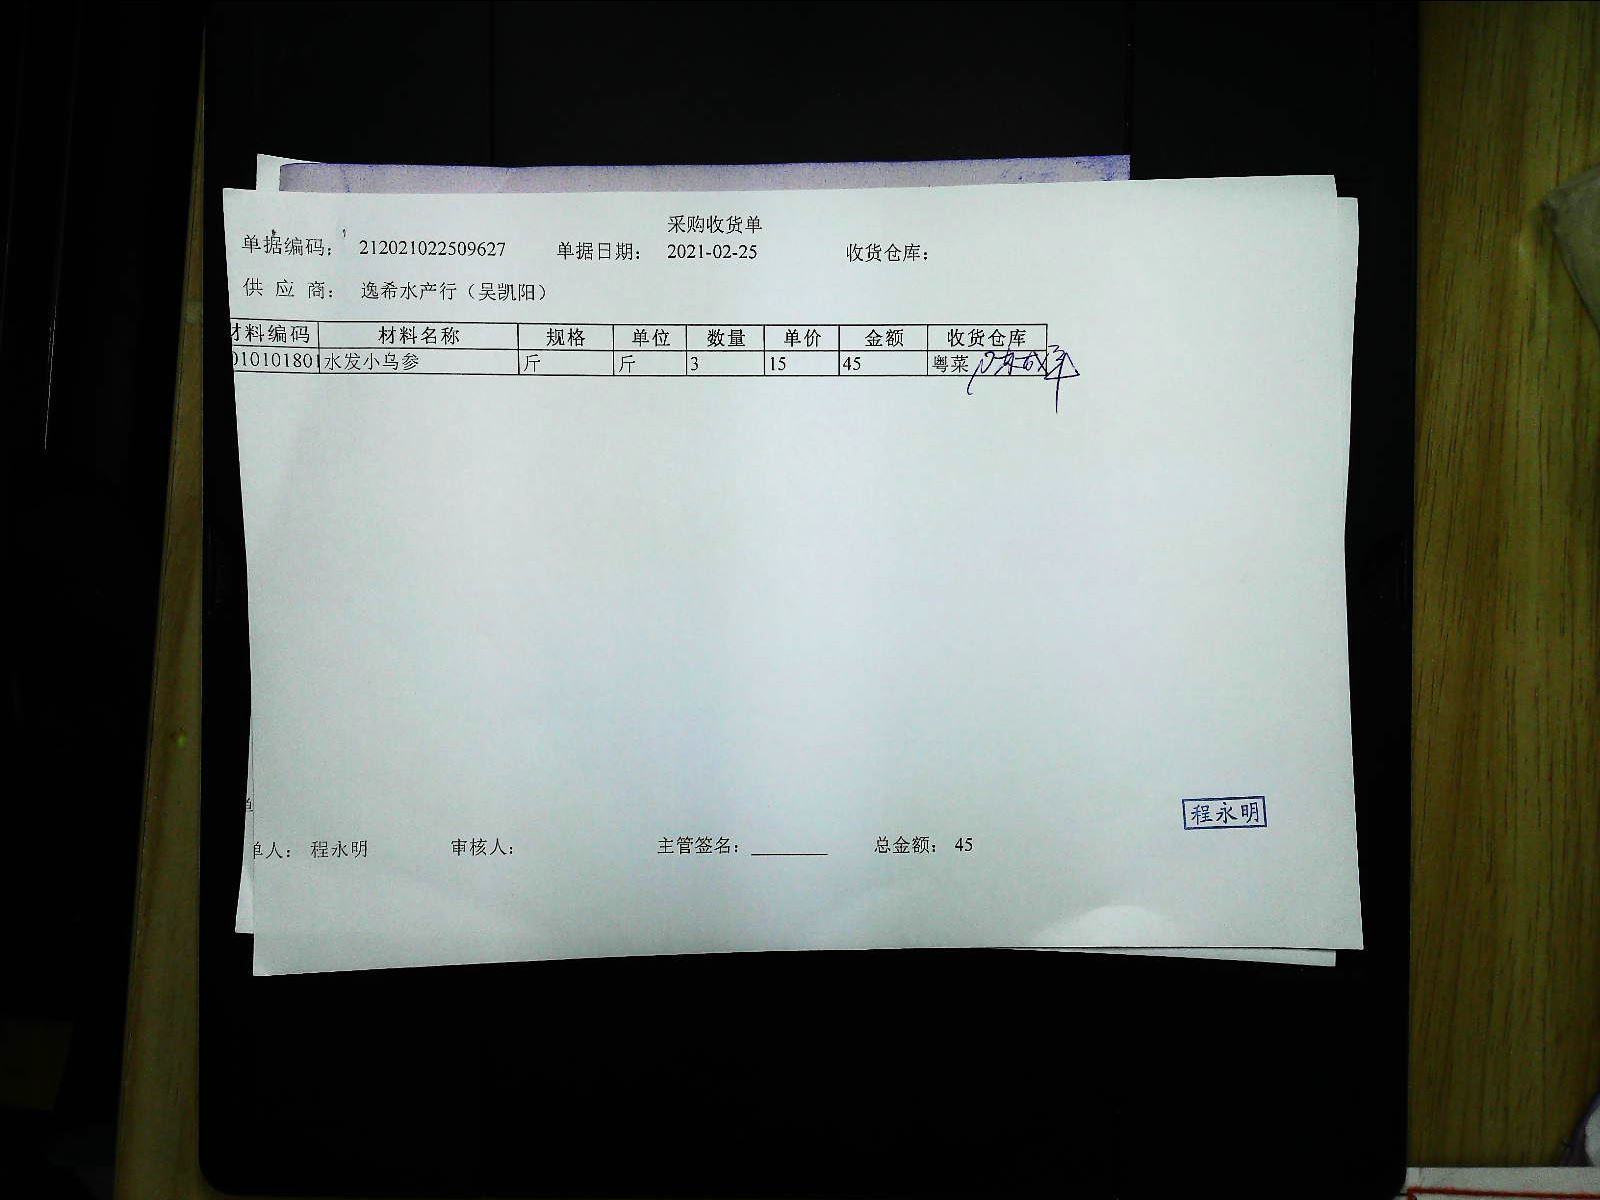 采购收货单
单据编码： 212021022509627 单据日期： 2021-02-25 收货仓库：
供 应 商： 逸希水产行（吴凯阳）
材料编码 材料名称 规格 单位 数量 单价 金额 收货仓库
010101801 水发小乌参 斤 斤 3 15 45 粤菜
程永明
单人： 程永明 审核人： 主管签名：________ 总金额： 45